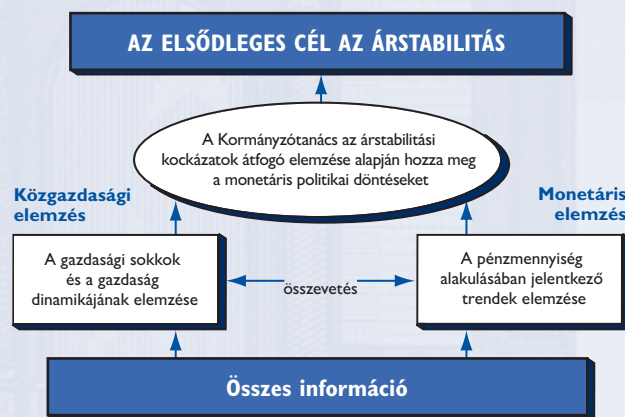 AZ ELSŐDLEGES CÉL AZ ÁRSTABILITÁS
A Kormányzótanács az árstabilitási
kockázatok átfogó elemzése alapján hozza meg
a monetáris politikai döntéseket
Közgazdasági
elemzés
Monetáris
elemzés
A gazdasági sokkok
és a gazdaság
dinamikájának elemzése
összevetés
A pénzmennyiség
alakulásában jelentkező
trendek elemzése
Összes információ